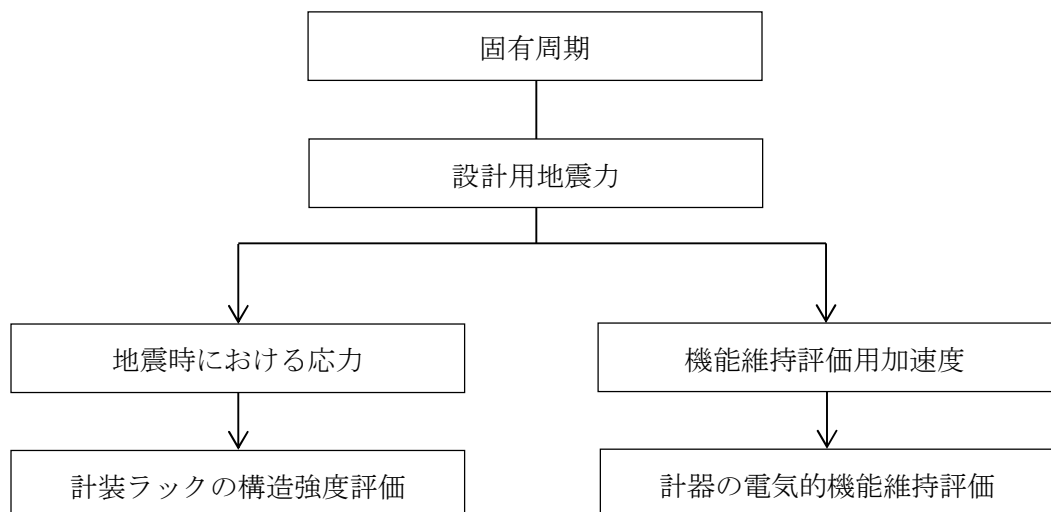 固有周期
設計用地震力
地震時における応力
機能維持評価用加速度
計装ラックの構造強度評価
計器の電気的機能維持評価